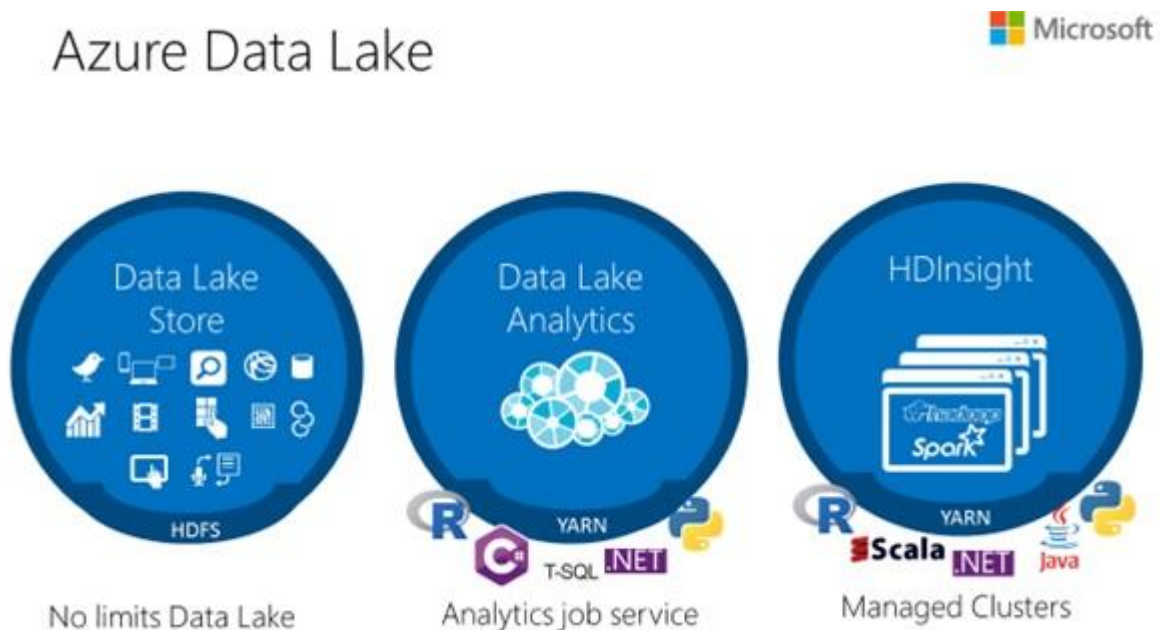 Azure Data Lake
Microsoft
Data Lake
Store
HDFS
No limits Data Lake
Data Lake
Analytics
YARN
R
C#
T-SQL
.NET
Analytics job service
HDInsight
hadoop
Spark
YARN
R
Scala
.NET
Java
Managed Clusters